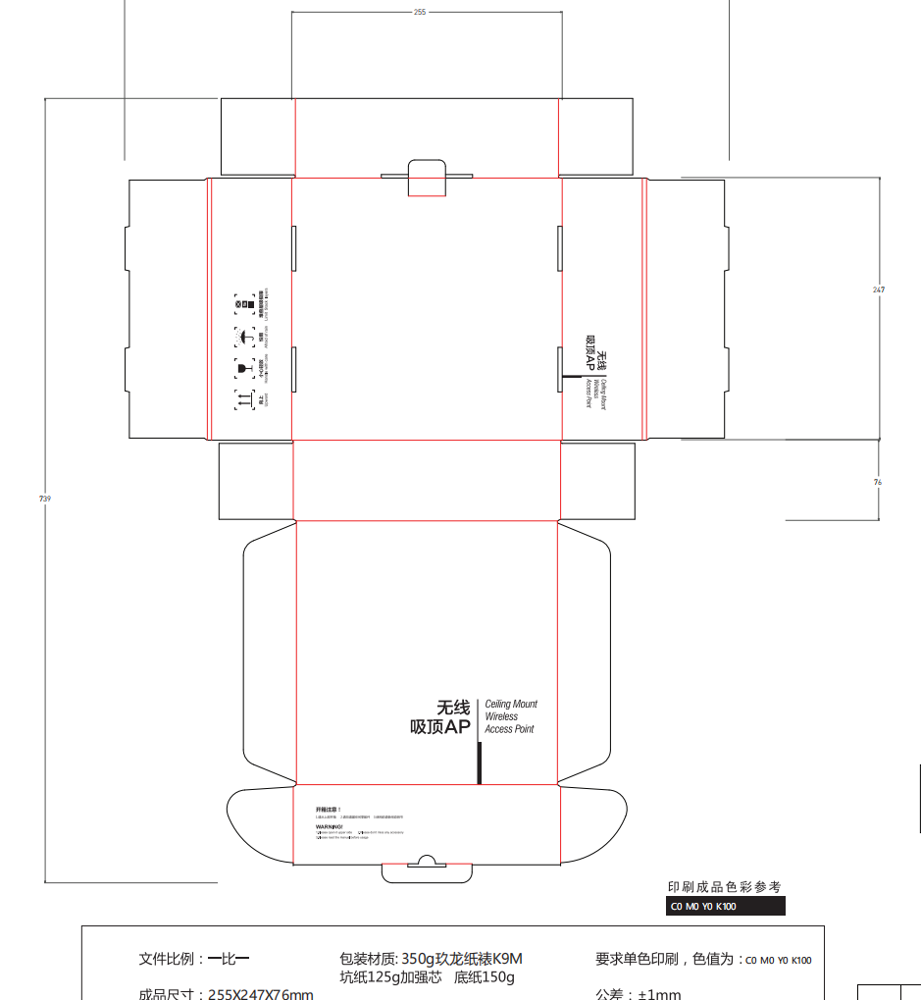 255
247
76
739
无线
吸顶AP
Ceiling Mount
Wireless
Access Point
无线
吸顶AP
Ceiling Mount
Wireless
Access Point
开箱注意！
WARNING!
印刷成品色彩参考
C0 M0 Y0 K100
文件比例：一比一
包装材质: 350g玖龙纸裱K9M
坑纸125g加强芯 底纸150g
要求单色印刷，色值为：C0 M0 Y0 K100
成品尺寸：255X247X76mm
公差：±1mm